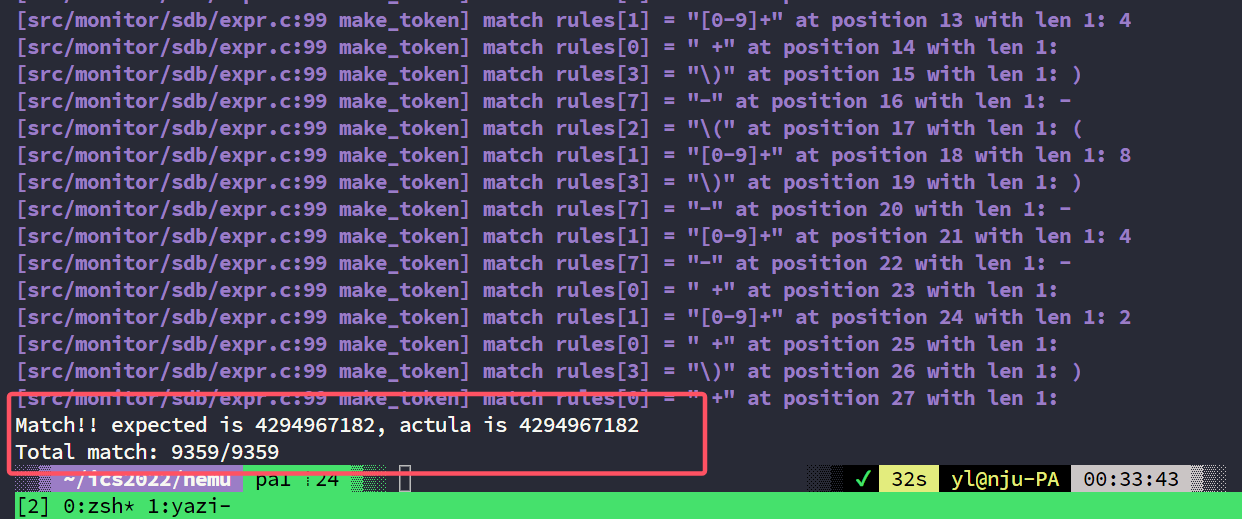 [src/monitor/sdb/expr.c:99 make_token] match rules[1] = "[0-9]+" at position 13 with len 1: 4
[src/monitor/sdb/expr.c:99 make_token] match rules[0] = " +" at position 14 with len 1:
[src/monitor/sdb/expr.c:99 make_token] match rules[3] = "\)" at position 15 with len 1: )
[src/monitor/sdb/expr.c:99 make_token] match rules[7] = "-" at position 16 with len 1: -
[src/monitor/sdb/expr.c:99 make_token] match rules[2] = "\(" at position 17 with len 1: (
[src/monitor/sdb/expr.c:99 make_token] match rules[1] = "[0-9]+" at position 18 with len 1: 8
[src/monitor/sdb/expr.c:99 make_token] match rules[3] = "\)" at position 19 with len 1: )
[src/monitor/sdb/expr.c:99 make_token] match rules[7] = "-" at position 20 with len 1: -
[src/monitor/sdb/expr.c:99 make_token] match rules[1] = "[0-9]+" at position 21 with len 1: 4
[src/monitor/sdb/expr.c:99 make_token] match rules[7] = "-" at position 22 with len 1: -
[src/monitor/sdb/expr.c:99 make_token] match rules[0] = " +" at position 23 with len 1:
[src/monitor/sdb/expr.c:99 make_token] match rules[1] = "[0-9]+" at position 24 with len 1: 2
[src/monitor/sdb/expr.c:99 make_token] match rules[0] = " +" at position 25 with len 1:
[src/monitor/sdb/expr.c:99 make_token] match rules[3] = "\)" at position 26 with len 1: )
[src/monitor/sdb/expr.c:99 make_token] match rules[0] = " +" at position 27 with len 1:
Match!! expected is 4294967182, actula is 4294967182
Total match: 9359/9359
~/ics2022/nemu pa1 !24 ✓ 32s yl@nju-PA 00:33:43
[2] 0:zsh* 1:yazi-